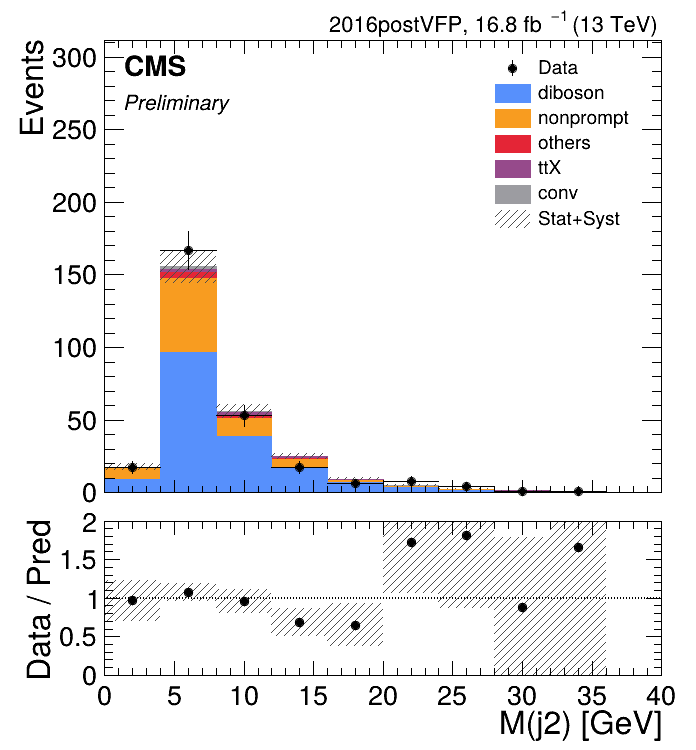 2016postVFP, 16.8 fb⁻¹ (13 TeV)
CMS
Preliminary
Data
diboson
nonprompt
others
ttX
conv
Stat+Syst
Events
300
250
200
150
100
50
0
Data / Pred
2
1.5
1
0.5
0
0 5 10 15 20 25 30 35 40
M(j2) [GeV]